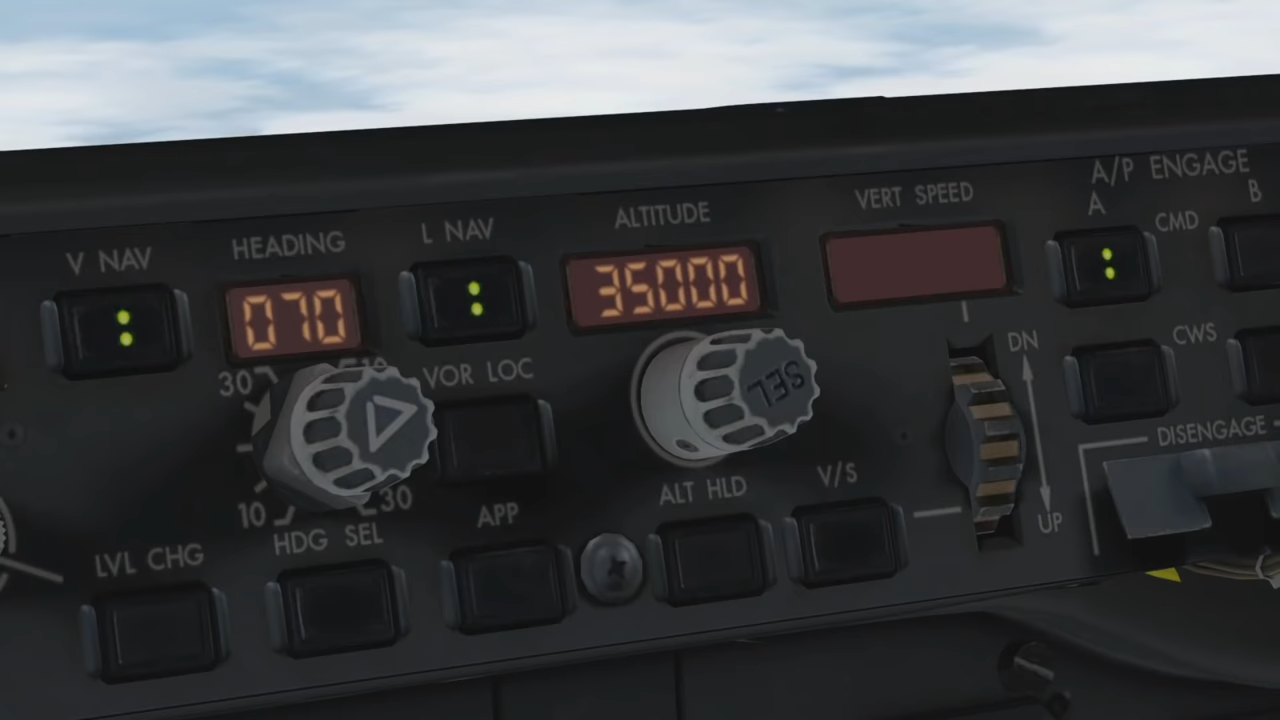 A/P ENGAGE
VERT SPEED
A
B
ALTITUDE
CMD
L NAV
HEADING
V NAV
35000
070
DN
CWS
VOR LOC
30
SEL
DISENGAGE
V/S
ALT HLD
30
10
APP
UP
HDG SEL
LVL CHG